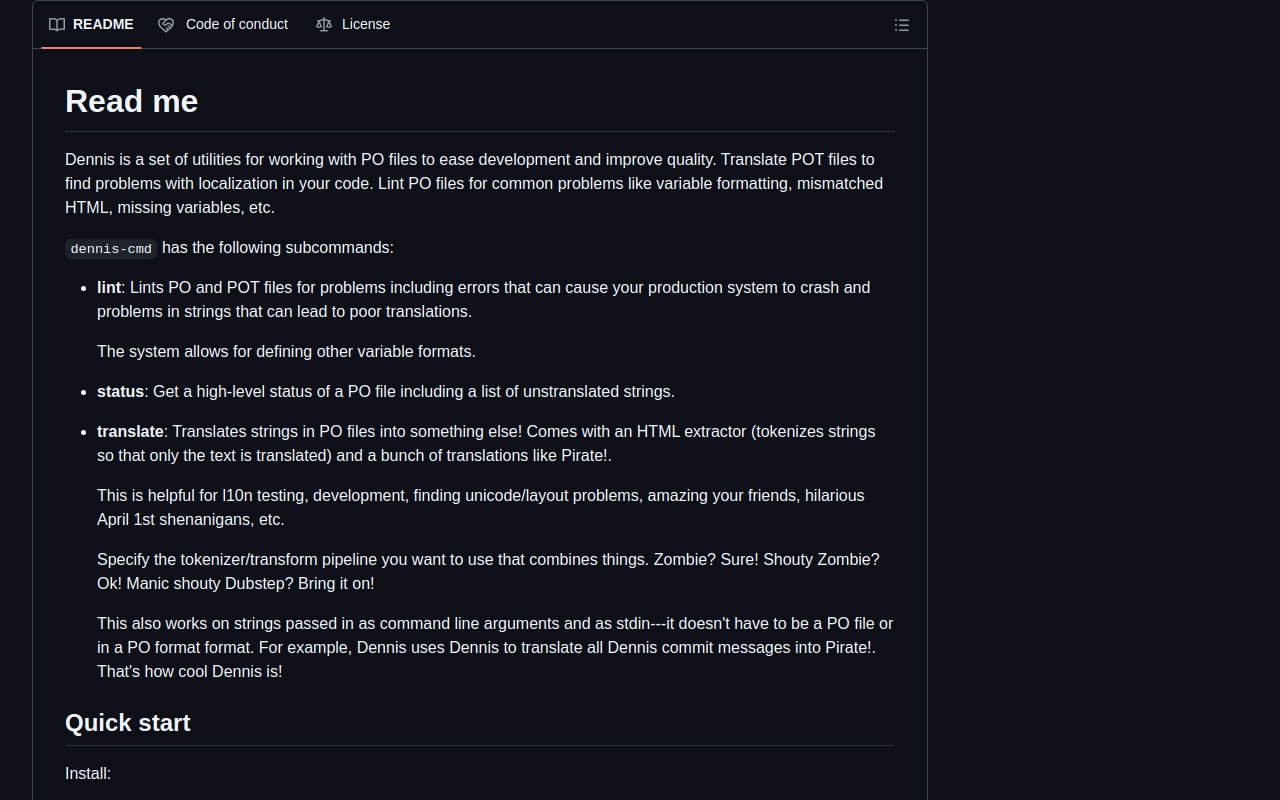 README
Code of conduct
License
Read me
Dennis is a set of utilities for working with PO files to ease development and improve quality. Translate POT files to
find problems with localization in your code. Lint PO files for common problems like variable formatting, mismatched
HTML, missing variables, etc.
dennis-cmd has the following subcommands:
lint: Lints PO and POT files for problems including errors that can cause your production system to crash and
problems in strings that can lead to poor translations.
The system allows for defining other variable formats.
status: Get a high-level status of a PO file including a list of unstranslated strings.
translate: Translates strings in PO files into something else! Comes with an HTML extractor (tokenizes strings
so that only the text is translated) and a bunch of translations like Pirate!.
This is helpful for l10n testing, development, finding unicode/layout problems, amazing your friends, hilarious
April 1st shenanigans, etc.
Specify the tokenizer/transform pipeline you want to use that combines things. Zombie? Sure! Shouty Zombie?
Ok! Manic shouty Dubstep? Bring it on!
This also works on strings passed in as command line arguments and as stdin---it doesn't have to be a PO file or
in a PO format format. For example, Dennis uses Dennis to translate all Dennis commit messages into Pirate!.
That's how cool Dennis is!
Quick start
Install: